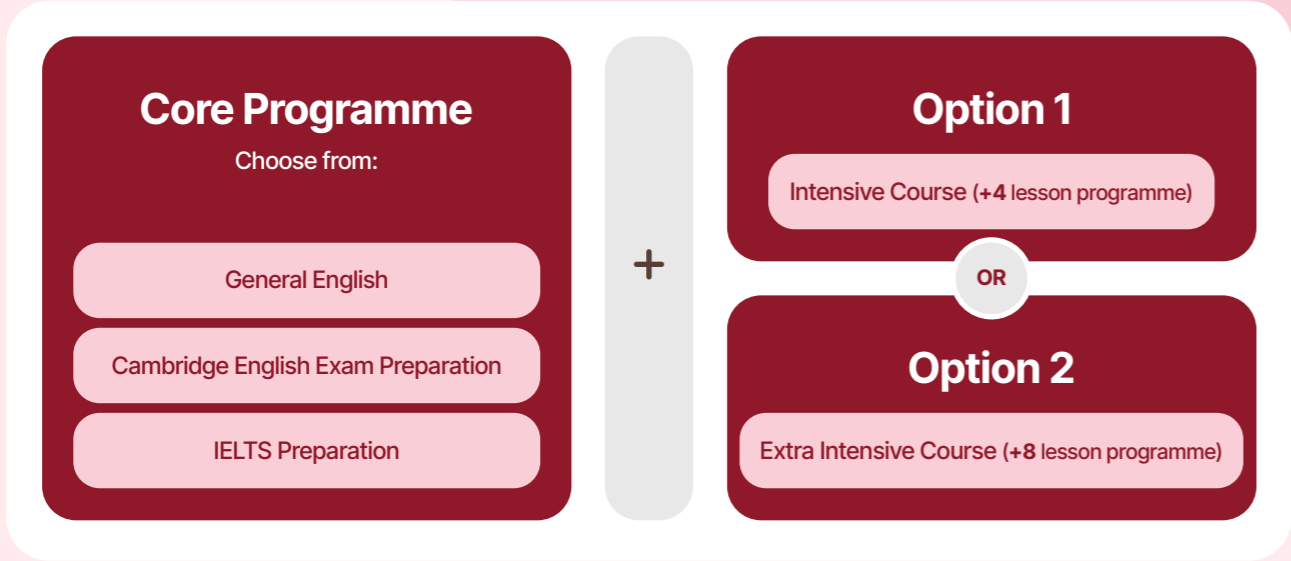 Core Programme
Choose from:
General English
Cambridge English Exam Preparation
IELTS Preparation
+
Option 1
Intensive Course (+4 lesson programme)
OR
Option 2
Extra Intensive Course (+8 lesson programme)